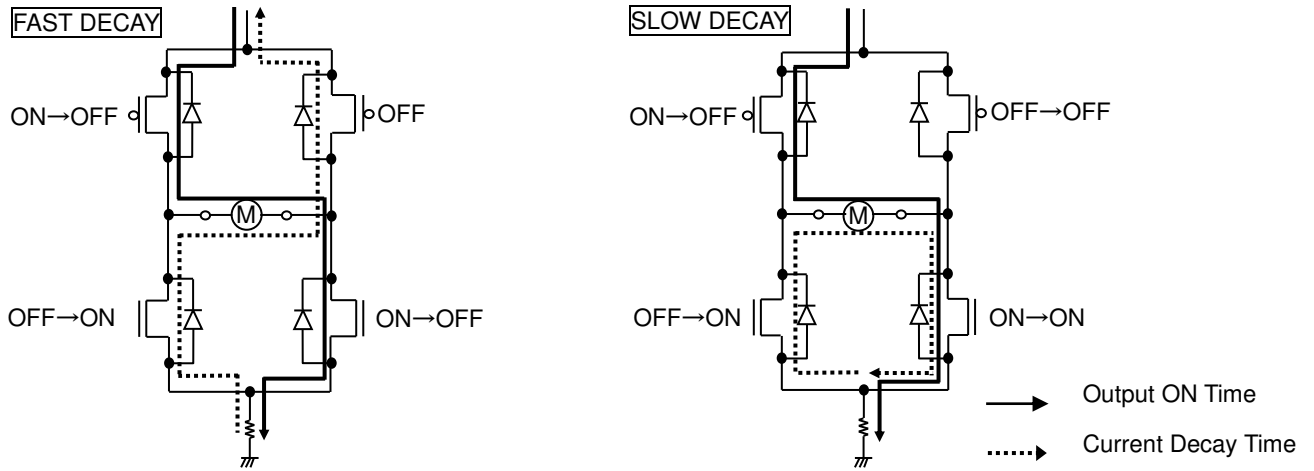 FAST DECAY
SLOW DECAY
ON→OFF
OFF
M
OFF→ON
ON→OFF
ON→OFF
OFF→OFF
M
OFF→ON
ON→ON
Output ON Time
Current Decay Time